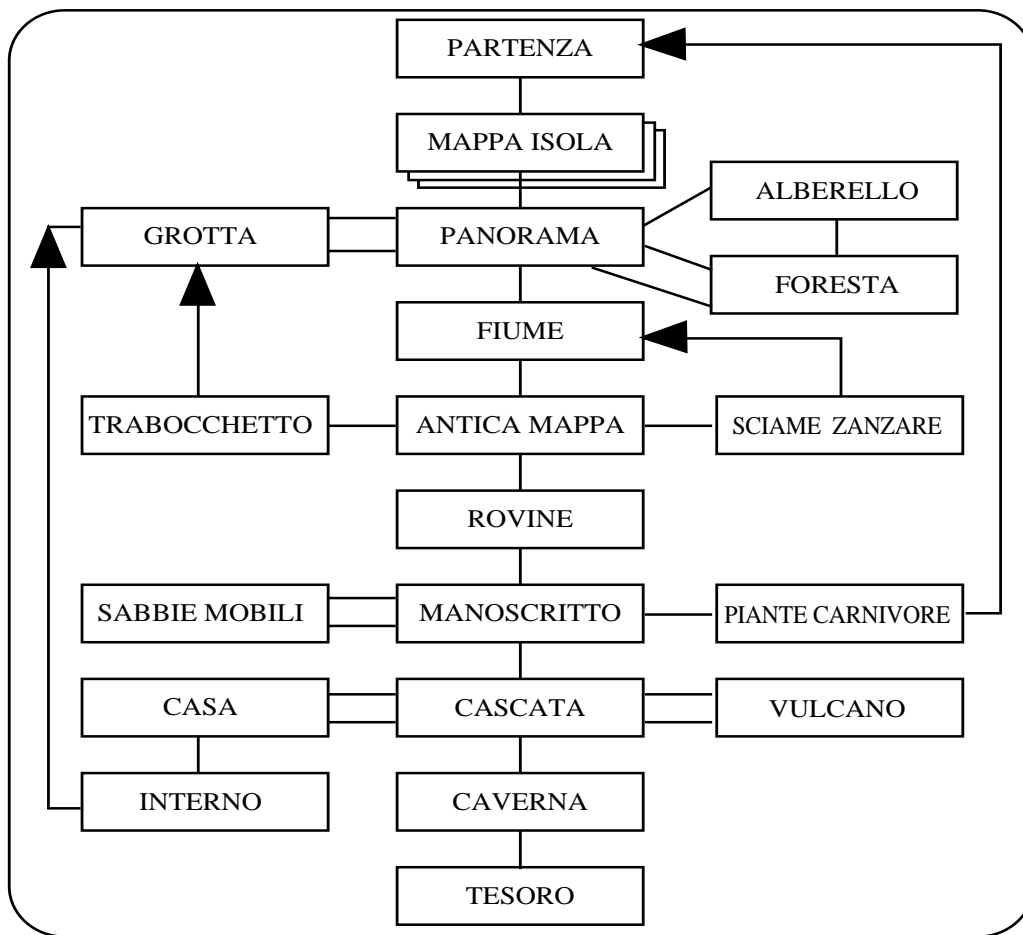 PARTENZA
MAPPA ISOLA
ALBERELLO
GROTTA
PANORAMA
FORESTA
FIUME
TRABOCCHETTO
ANTICA MAPPA
SCIAME ZANZARE
ROVINE
SABBIE MOBILI
MANOSCRITTO
PIANTE CARNIVORE
CASA
CASCATA
VULCANO
INTERNO
CAVERNA
TESORO